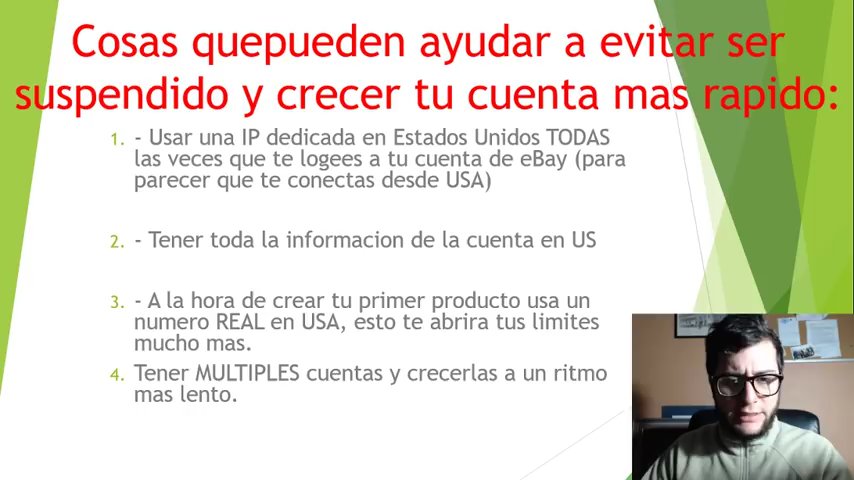 Cosas quepueden ayudar a evitar ser
suspendido y crecer tu cuenta mas rapido:
1. - Usar una IP dedicada en Estados Unidos TODAS
las veces que te logees a tu cuenta de eBay (para
parecer que te conectas desde USA)
2. - Tener toda la informacion de la cuenta en US
3. - A la hora de crear tu primer producto usa un
numero REAL en USA, esto te abrira tus limites
mucho mas.
4. Tener MULTIPLES cuentas y crecerlas a un ritmo
mas lento.